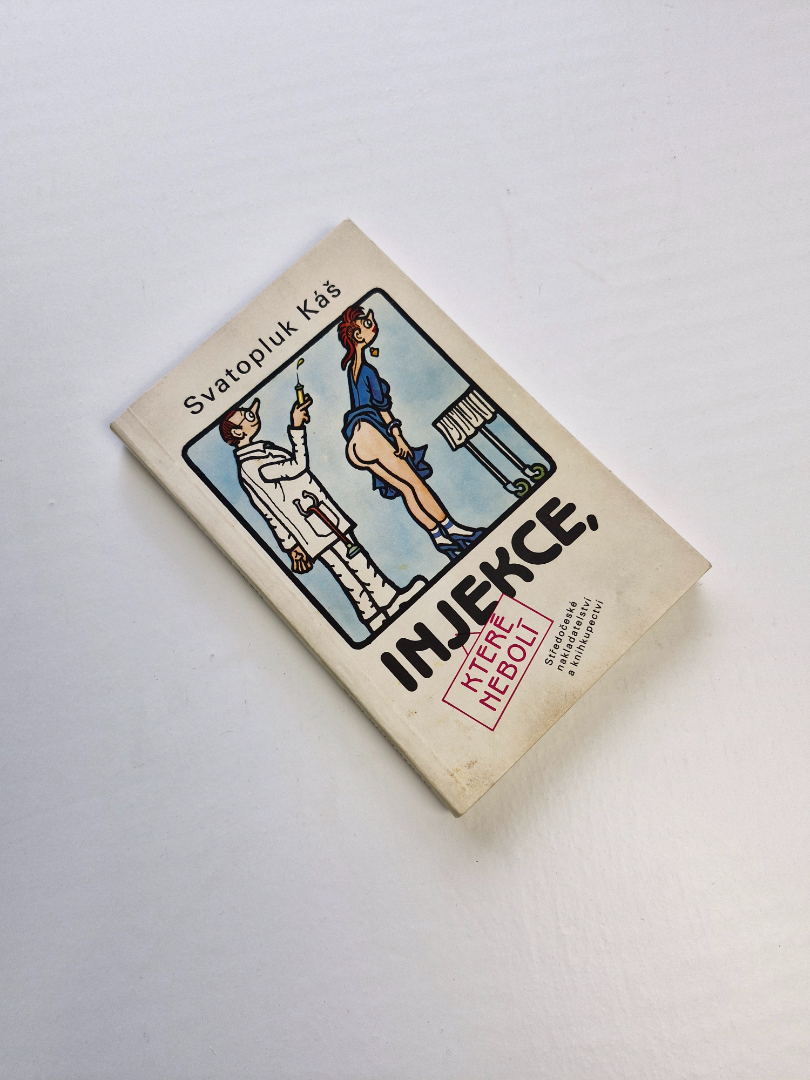 Svatopluk Káš
INJEKCE,
KTERÉ
NEBOLÍ
Středočeské
nakladatelství
a knihkupectví